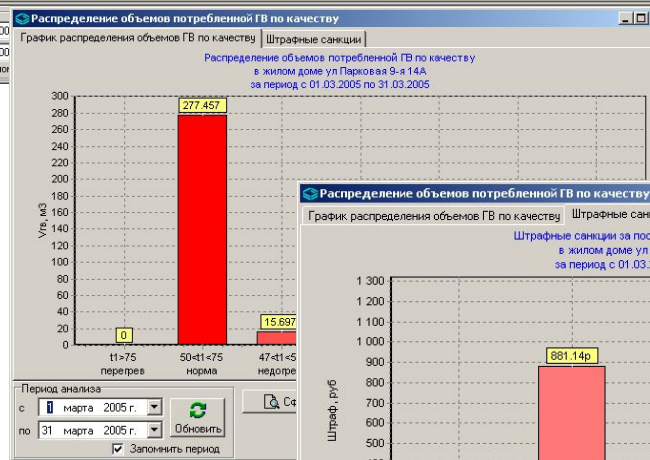 Распределение объемов потребленной ГВ по качеству
График распределения объемов ГВ по качеству
Штрафные санкции
Распределение объемов потребленной ГВ по качеству
в жилом доме ул Парковая 9-я 14А
за период с 01.03.2005 по 31.03.2005
300
280
260
240
220
200
180
160
140
120
100
80
60
40
20
0
Vгв, м3
0
277.457
15.697
t1>75
перегрев
50<t1<75
норма
47<t1<5
недогре
Период анализа
с 1 марта 2005 г.
по 31 марта 2005 г.
Обновить
Запомнить период
Сф
Распределение объемов потребленной ГВ по качеству
График распределения объемов ГВ по качеству
Штрафные сан
Штрафные санкции за пос
в жилом доме ул
за период с 01.03.
1 300
1 200
1 100
1 000
900
800
700
600
500
Штраф, руб
881.14р